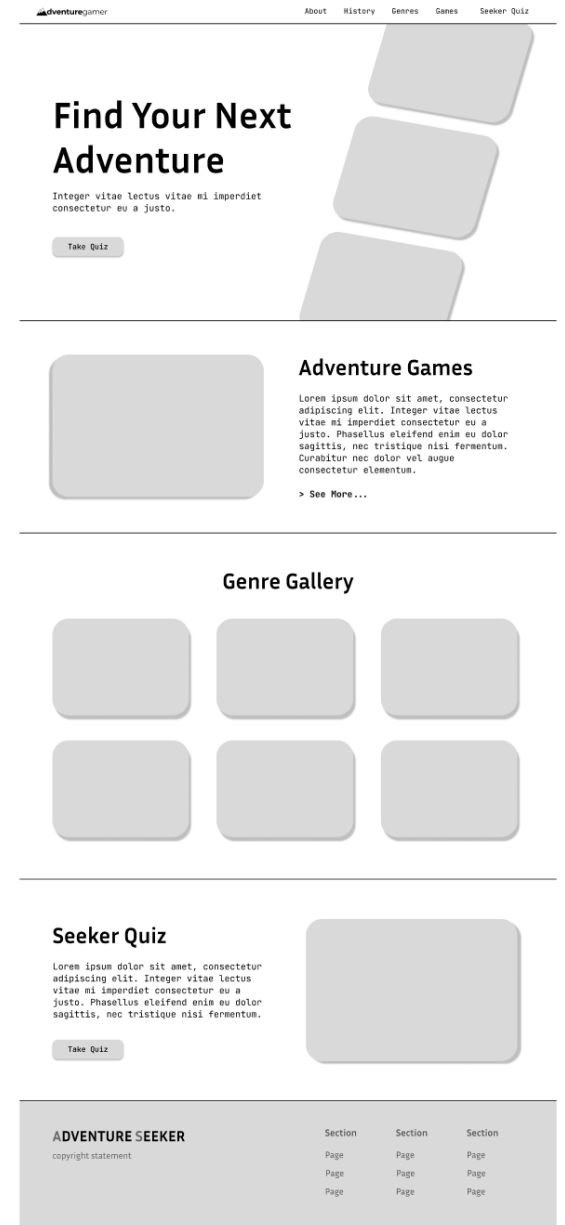 Adventuregamer
About History Genres Games Seeker Quiz
Find Your Next
Adventure
Integer vitae lectus vitae mi imperdiet
consectetur eu a justo.
Take Quiz
Adventure Games
Lorem ipsum dolor sit amet, consectetur
adipiscing elit. Integer vitae lectus
vitae mi imperdiet consectetur eu a
justo. Phasellus eleifend enim eu dolor
sagittis, nec tristique nisi fermentum.
Curabitur nec dolor vel augue
consectetur elementum.
> See More...
Genre Gallery
Seeker Quiz
Lorem ipsum dolor sit amet, consectetur
adipiscing elit. Integer vitae lectus
vitae mi imperdiet consectetur eu a
justo. Phasellus eleifend enim eu dolor
sagittis, nec tristique nisi fermentum.
Take Quiz
ADVENTURE SEEKER
copyright statement
Section Section Section
Page Page Page
Page Page Page
Page Page Page